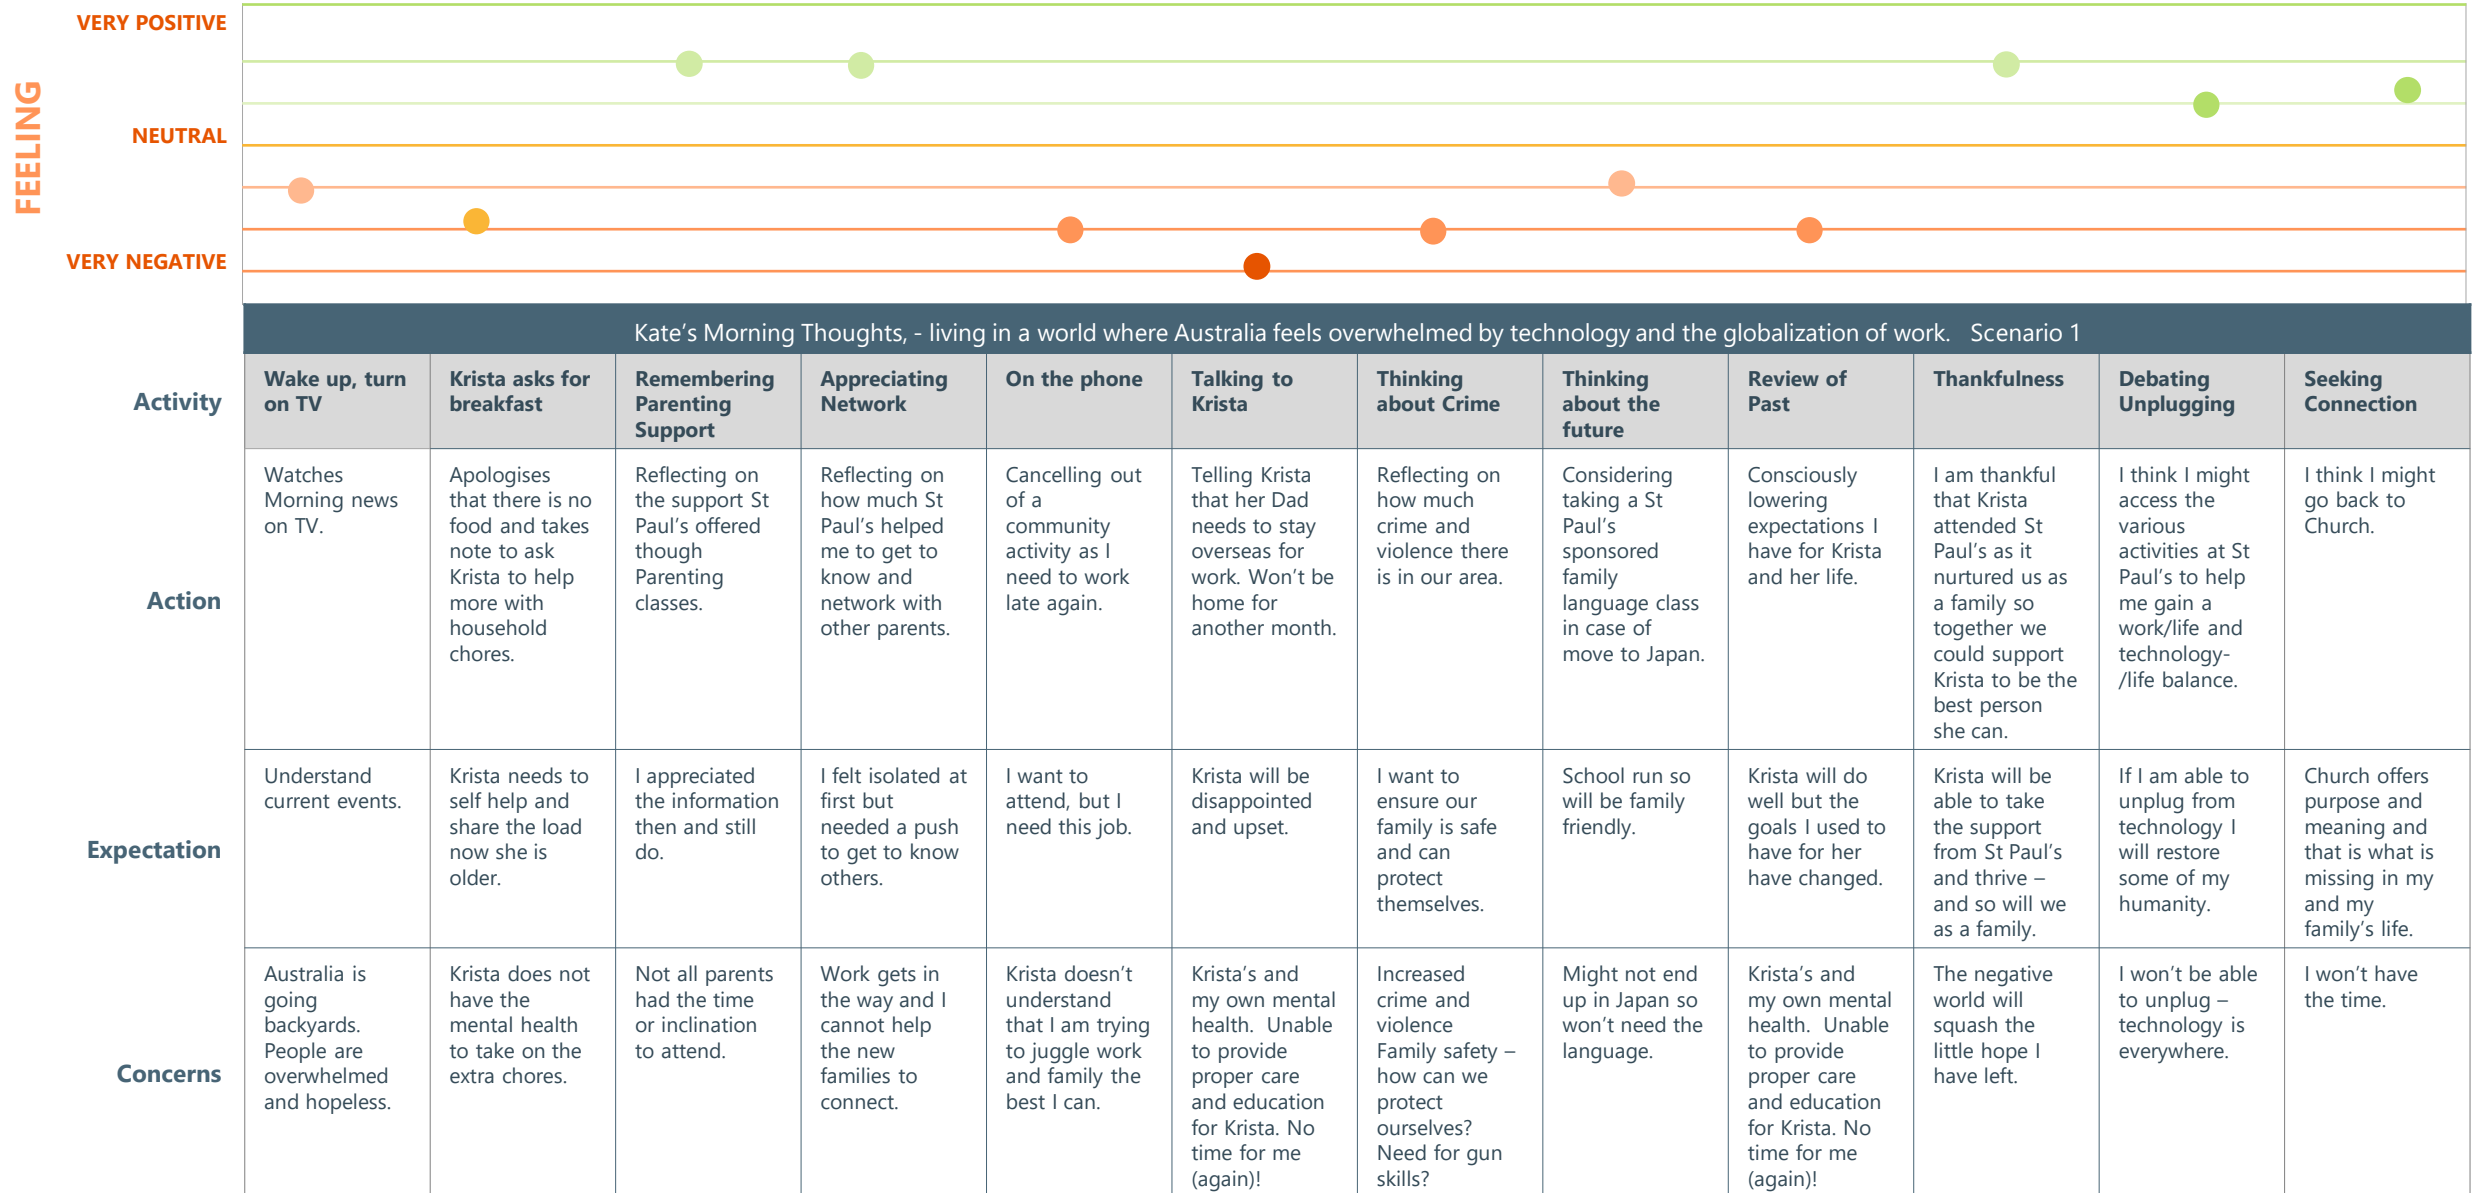 VERY POSITIVE
FEELING
NEUTRAL
VERY NEGATIVE
Kate's Morning Thoughts, - living in a world where Australia feels overwhelmed by technology and the globalization of work.   Scenario 1
Activity
Wake up, turn
on TV
Krista asks for
breakfast
Remembering
Parenting
Support
Appreciating
Network
On the phone
Talking to
Krista
Thinking
about Crime
Thinking
about the
future
Review of
Past
Thankfulness
Debating
Unplugging
Seeking
Connection
Action
Watches
Morning news
on TV.
Apologises
that there is no
food and takes
note to ask
Krista to help
more with
household
chores.
Reflecting on
the support St
Paul's offered
though
Parenting
classes.
Reflecting on
how much St
Paul's helped
me to get to
know and
network with
other parents.
Cancelling out
of a
community
activity as I
need to work
late again.
Telling Krista
that her Dad
needs to stay
overseas for
work. Won't be
home for
another month.
Reflecting on
how much
crime and
violence there
is in our area.
Considering
taking a St
Paul's
sponsored
family
language class
in case of
move to Japan.
Consciously
lowering
expectations I
have for Krista
and her life.
I am thankful
that Krista
attended St
Paul's as it
nurtured us as
a family so
together we
could support
Krista to be the
best person
she can.
I think I might
access the
various
activities at St
Paul's to help
me gain a
work/life and
technology-
/life balance.
I think I might
go back to
Church.
Expectation
Understand
current events.
Krista needs to
self help and
share the load
now she is
older.
I appreciated
the information
then and still
do.
I felt isolated at
first but
needed a push
to get to know
others.
I want to
attend, but I
need this job.
Krista will be
disappointed
and upset.
I want to
ensure our
family is safe
and can
protect
themselves.
School run so
will be family
friendly.
Krista will do
well but the
goals I used to
have for her
have changed.
Krista will be
able to take
the support
from St Paul's
and thrive –
and so will we
as a family.
If I am able to
unplug from
technology I
will restore
some of my
humanity.
Church offers
purpose and
meaning and
that is what is
missing in my
and my
family's life.
Concerns
Australia is
going
backyards.
People are
overwhelmed
and hopeless.
Krista does not
have the
mental health
to take on the
extra chores.
Not all parents
had the time
or inclination
to attend.
Work gets in
the way and I
cannot help
the new
families to
connect.
Krista doesn't
understand
that I am trying
to juggle work
and family the
best I can.
Krista's and
my own mental
health.  Unable
to provide
proper care
and education
for Krista. No
time for me
(again)!
Increased
crime and
violence
Family safety –
how can we
protect
ourselves?
Need for gun
skills?
Might not end
up in Japan so
won't need the
language.
Krista's and
my own mental
health.  Unable
to provide
proper care
and education
for Krista. No
time for me
(again)!
The negative
world will
squash the
little hope I
have left.
I won't be able
to unplug –
technology is
everywhere.
I won't have
the time.